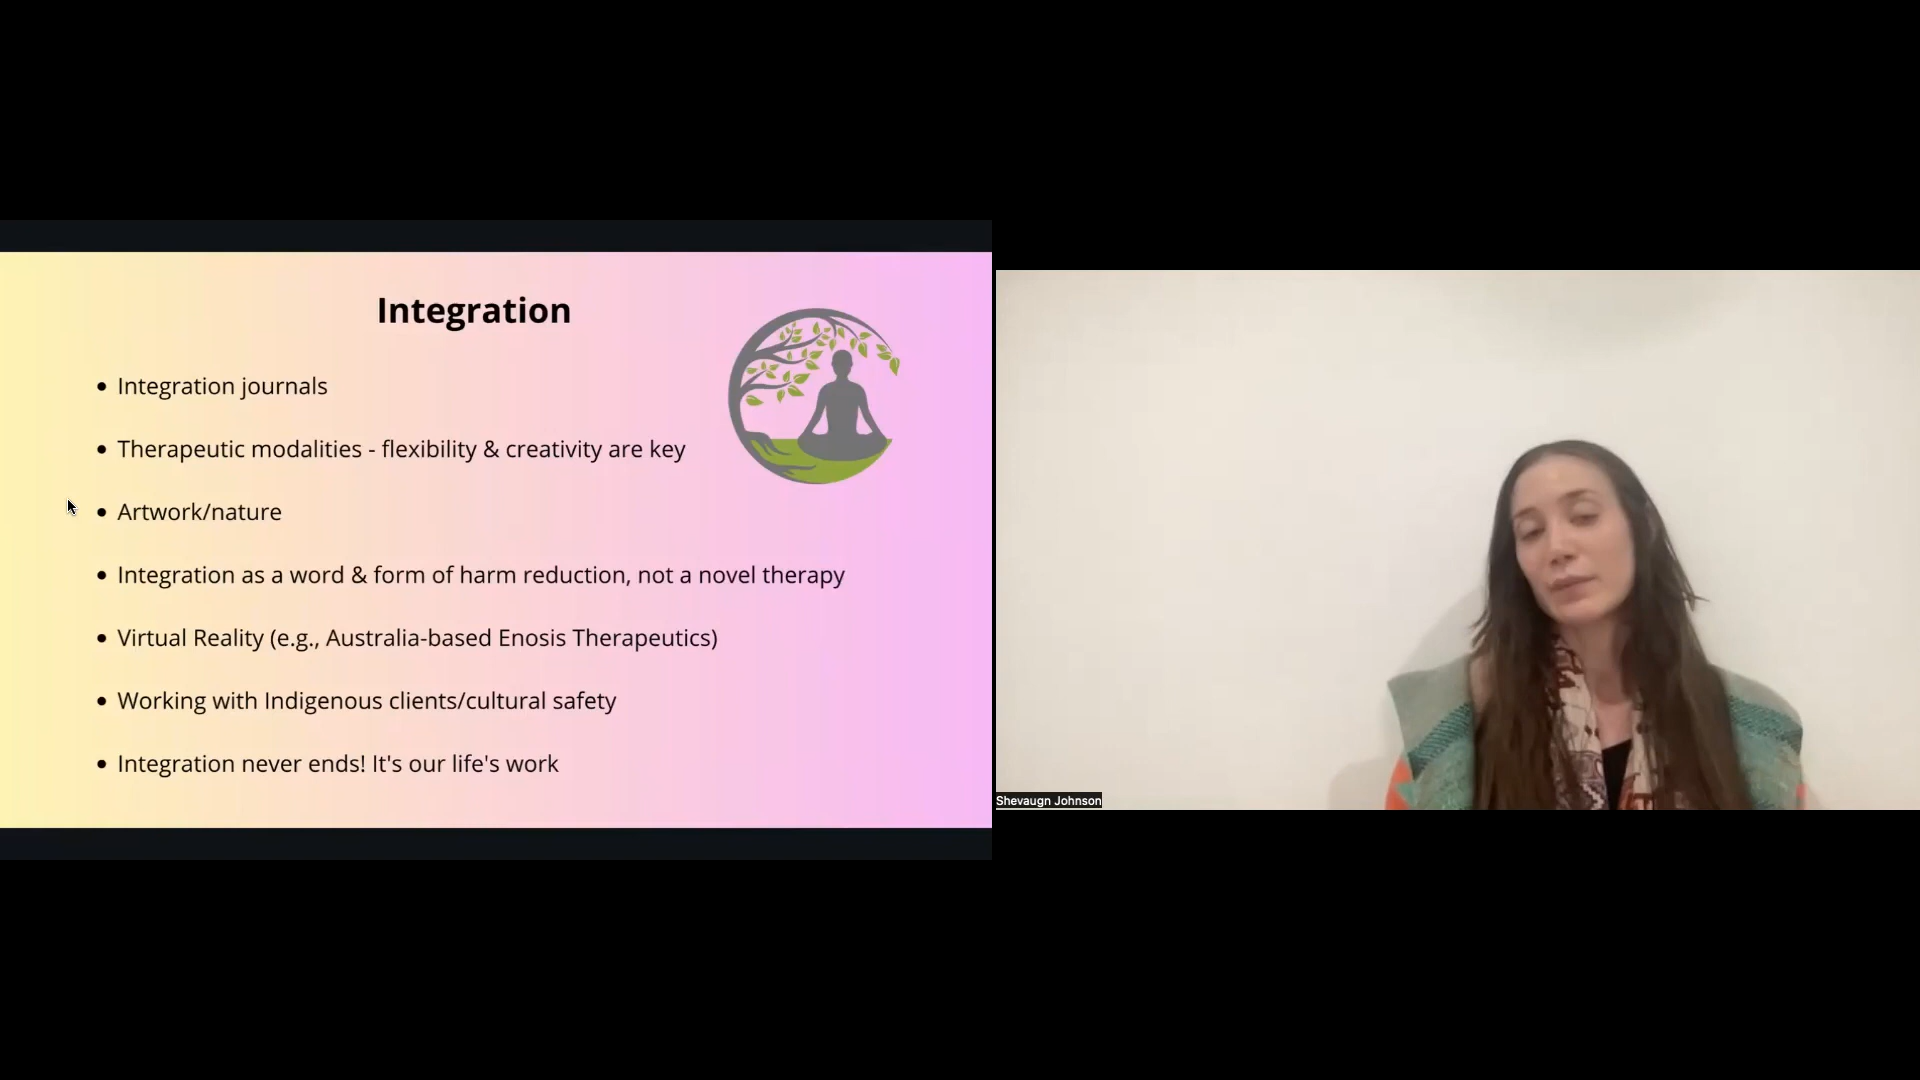 Integration
• Integration journals
• Therapeutic modalities - flexibility & creativity are key
• Artwork/nature
• Integration as a word & form of harm reduction, not a novel therapy
• Virtual Reality (e.g., Australia-based Enosis Therapeutics)
• Working with Indigenous clients/cultural safety
• Integration never ends! It's our life's work
Shevaugn Johnson